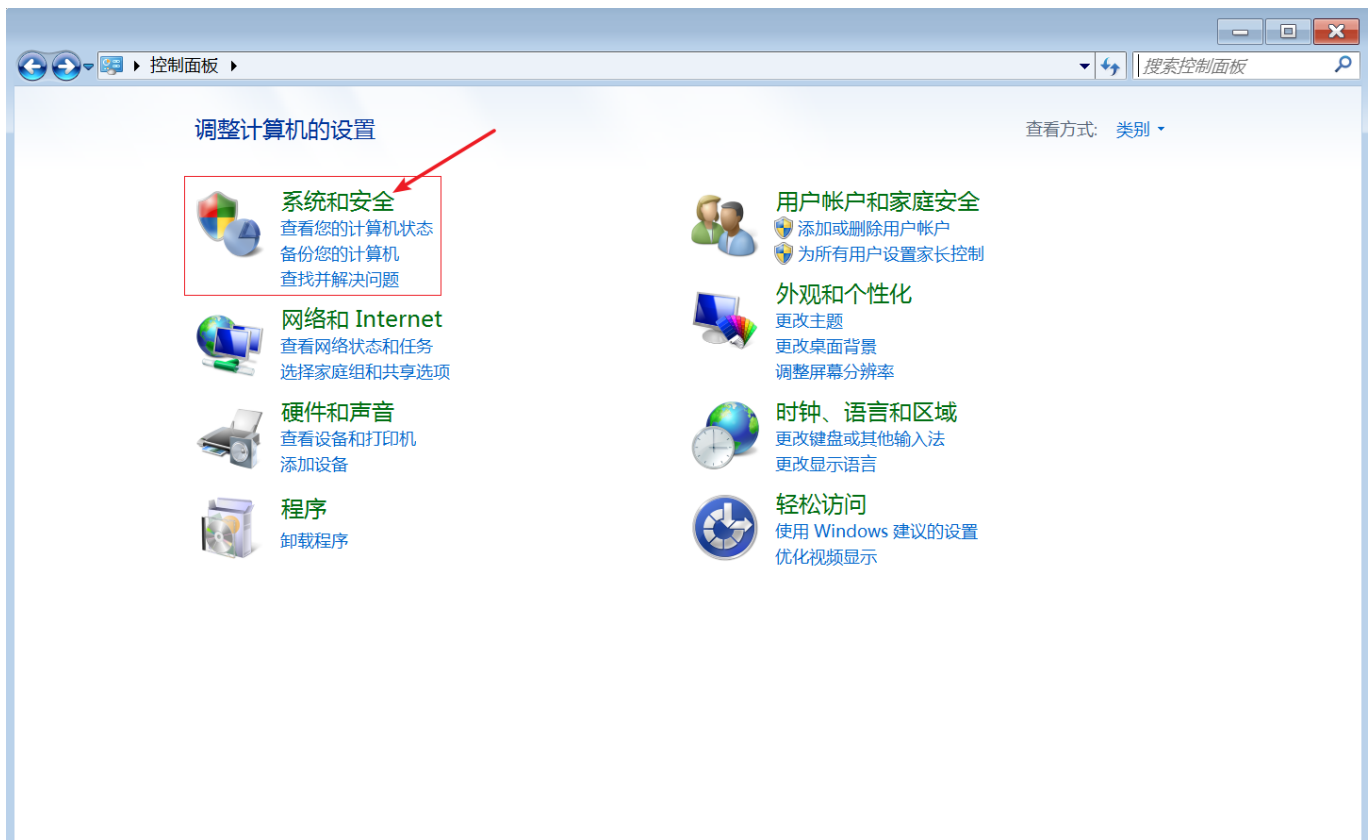 控制面板
搜索控制面板
调整计算机的设置
查看方式: 类别
系统和安全
查看您的计算机状态
备份您的计算机
查找并解决问题
网络和 Internet
查看网络状态和任务
选择家庭组和共享选项
硬件和声音
查看设备和打印机
添加设备
程序
卸载程序
用户帐户和家庭安全
添加或删除用户帐户
为所有用户设置家长控制
外观和个性化
更改主题
更改桌面背景
调整屏幕分辨率
时钟、语言和区域
更改键盘或其他输入法
更改显示语言
轻松访问
使用 Windows 建议的设置
优化视频显示